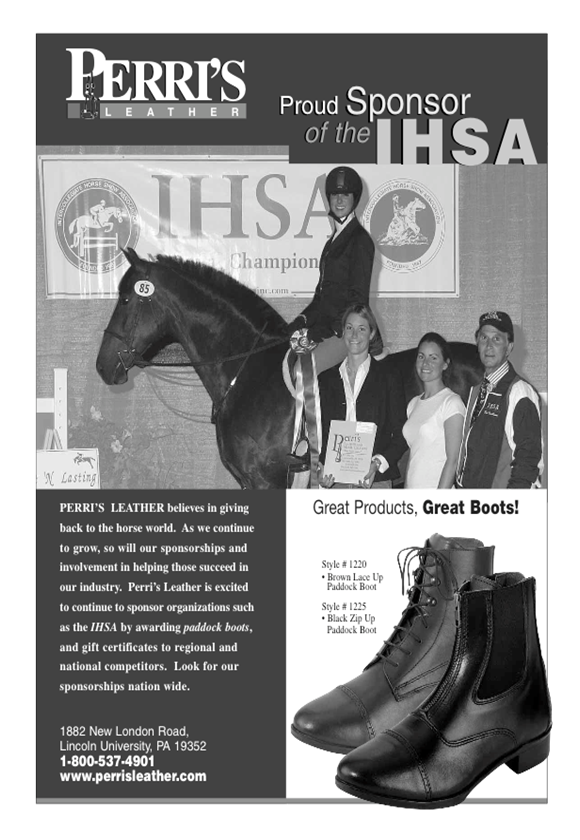 PERRI'S
LEATHER
Proud Sponsor
of the IHSA
INTERCOLLEGIATE HORSE SHOW ASSOCIATION
IHSA
Champion
85
Perri's
'N Lasting
PERRI'S LEATHER believes in giving
back to the horse world. As we continue
to grow, so will our sponsorships and
involvement in helping those succeed in
our industry. Perri's Leather is excited
to continue to sponsor organizations such
as the IHSA by awarding paddock boots,
and gift certificates to regional and
national competitors. Look for our
sponsorships nation wide.
1882 New London Road,
Lincoln University, PA 19352
1-800-537-4901
www.perrisleather.com
Great Products, Great Boots!
Style # 1220
• Brown Lace Up
Paddock Boot
Style # 1225
• Black Zip Up
Paddock Boot